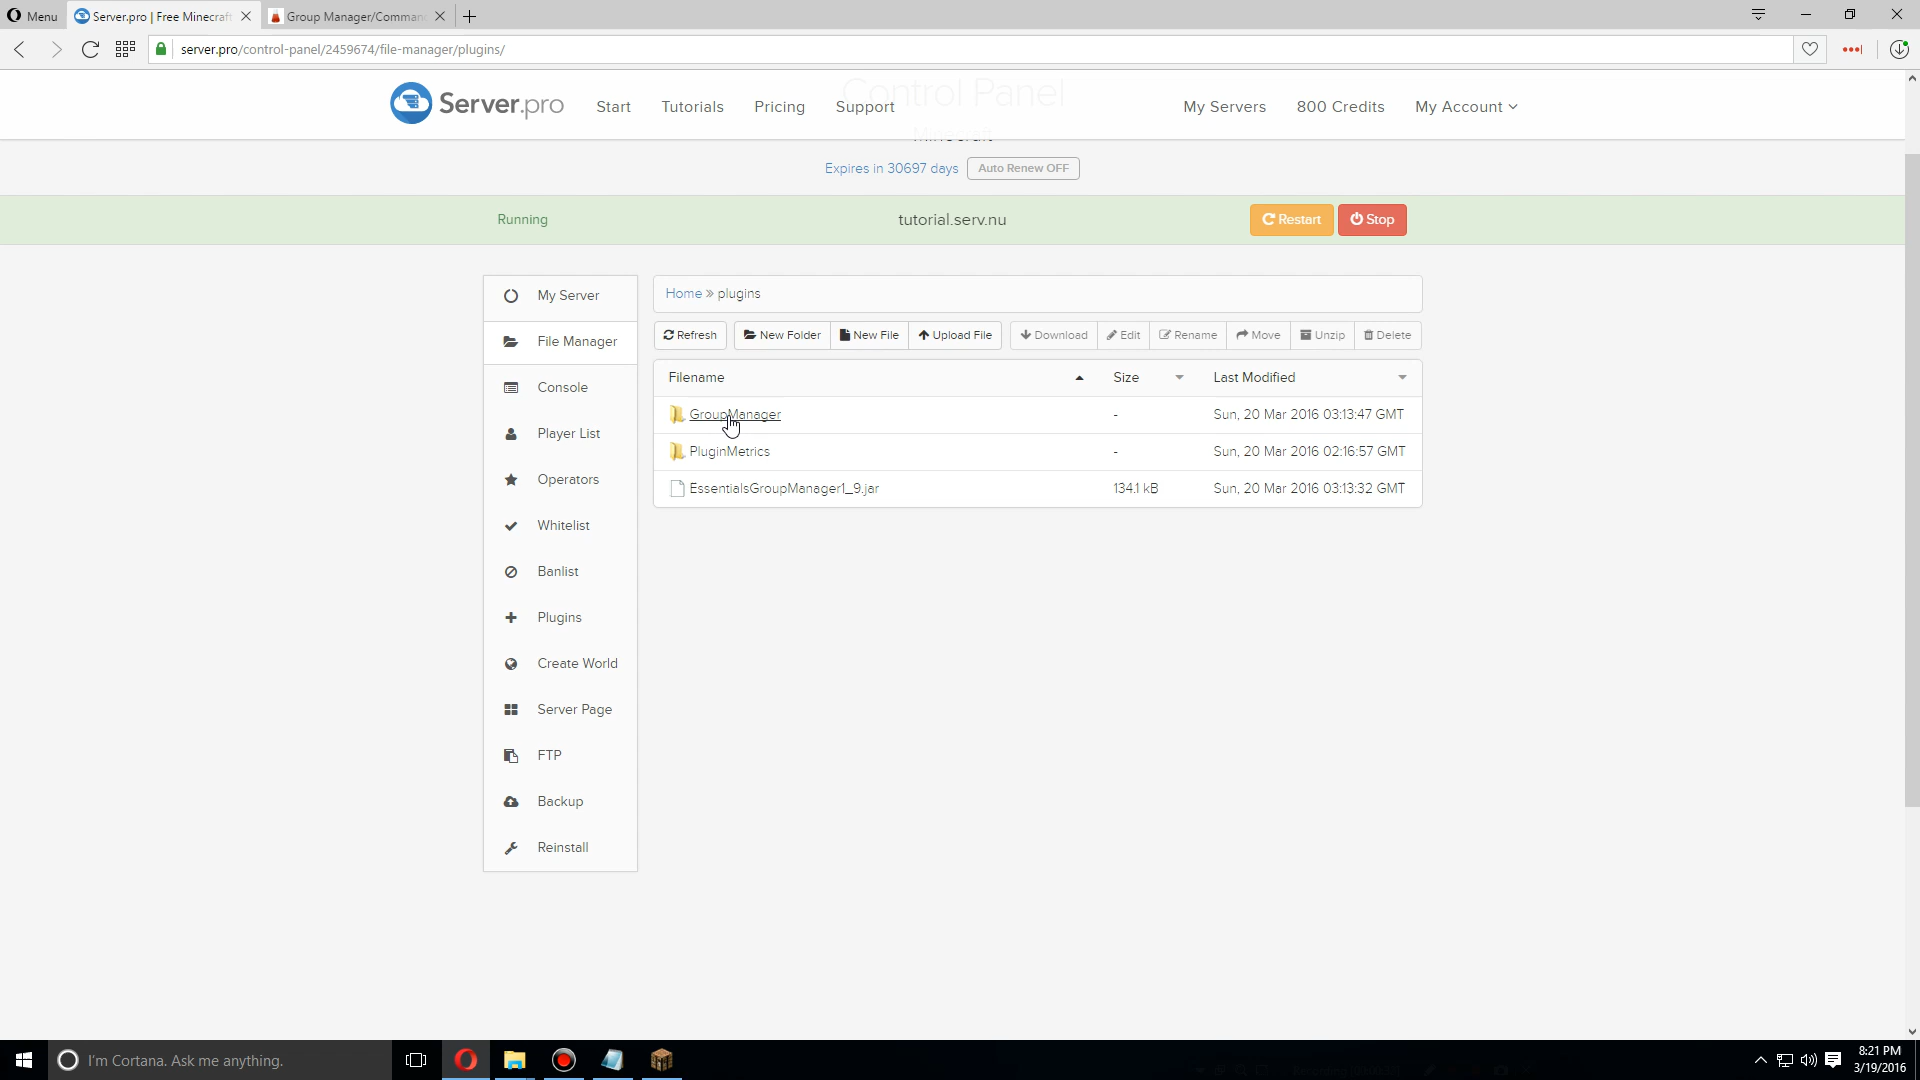 Menu
Server.pro | Free Minecraft
Group Manager/Comman
server.pro/control-panel/2459674/file-manager/plugins/
Server.pro
Start
Tutorials
Pricing
Support
Control Panel
My Servers
800 Credits
My Account
Minecraft
Expires in 30697 days
Auto Renew OFF
Running
tutorial.serv.nu
Restart
Stop
My Server
File Manager
Console
Player List
Operators
Whitelist
Banlist
Plugins
Create World
Server Page
FTP
Backup
Reinstall
Home » plugins
Refresh
New Folder
New File
Upload File
Download
Edit
Rename
Move
Unzip
Delete
Filename
Size
Last Modified
GroupManager
-
Sun, 20 Mar 2016 03:13:47 GMT
PluginMetrics
-
Sun, 20 Mar 2016 02:16:57 GMT
EssentialsGroupManager1_9.jar
134.1 kB
Sun, 20 Mar 2016 03:13:32 GMT
I'm Cortana. Ask me anything.
8:21 PM
3/19/2016